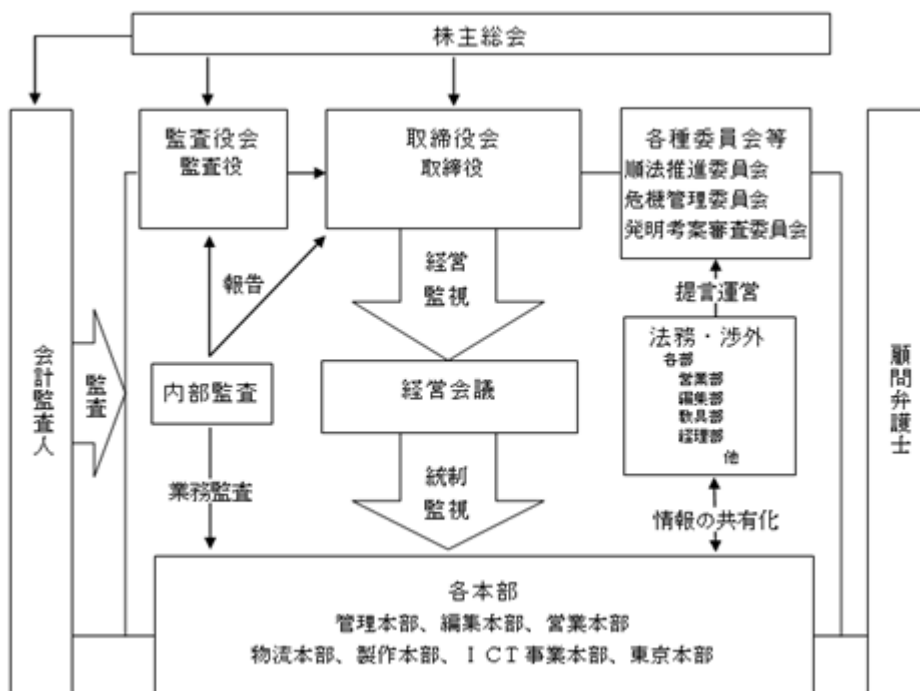 株主総会
監査役会
監査役
取締役会
取締役
各種委員会等
順法推進委員会
危機管理委員会
発明考案審査委員会
報告
経営
監視
提言運営
会計監査人
監査
内部監査
経営会議
法務・渉外
各部
営業部
編集部
教具部
経理部
他
顧問弁護士
業務監査
統制
監視
情報の共有化
各本部
管理本部、編集本部、営業本部
物流本部、製作本部、ＩＣＴ事業本部、東京本部